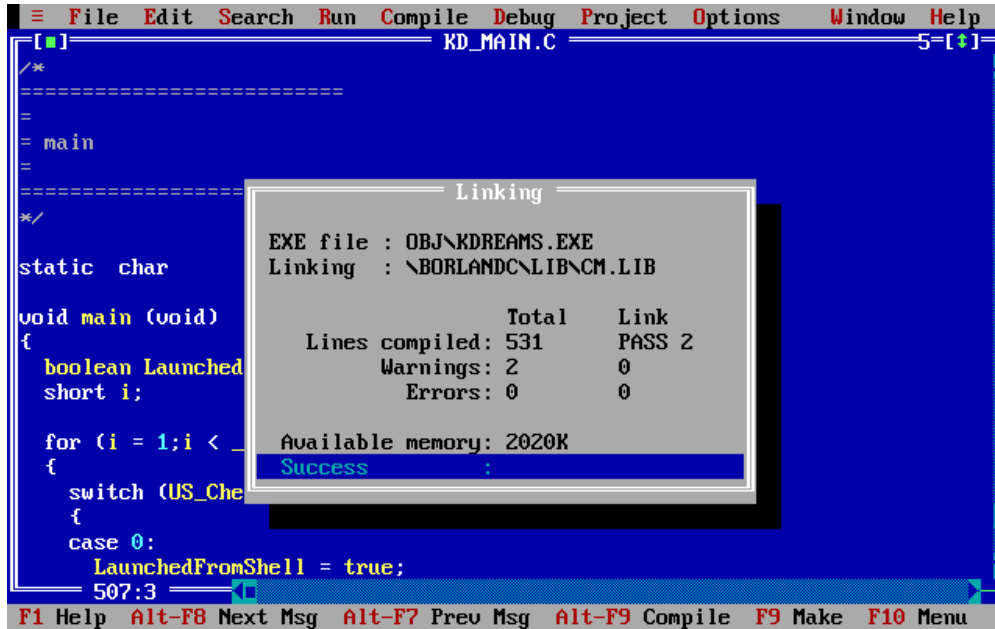 ≡ File Edit Search Run Compile Debug Project Options Window Help
[■] KD_MAIN.C 5=[↕]
/*
==========================
=
= main
=
==================
*/
static char
void main (void)
{
boolean Launched
short i;
for (i = 1;i < _
{
switch (US_Che
{
case 0:
LaunchedFromShell = true;
507:3
Linking
EXE file : OBJ\KDREAMS.EXE
Linking : \BORLANDC\LIB\CM.LIB
Total Link
Lines compiled: 531 PASS 2
Warnings: 2 0
Errors: 0 0
Available memory: 2020K
Success :
F1 Help Alt-F8 Next Msg Alt-F7 Prev Msg Alt-F9 Compile F9 Make F10 Menu